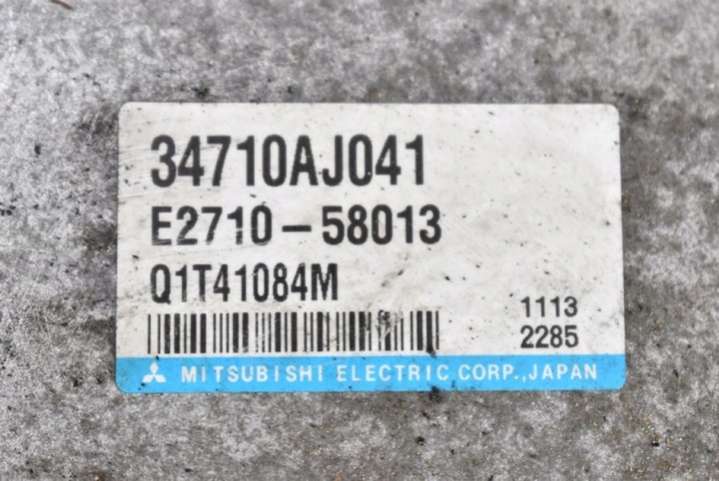 34710AJ041
E2710-58013
Q1T41084M
1113
2285
MITSUBISHI ELECTRIC CORP.,JAPAN